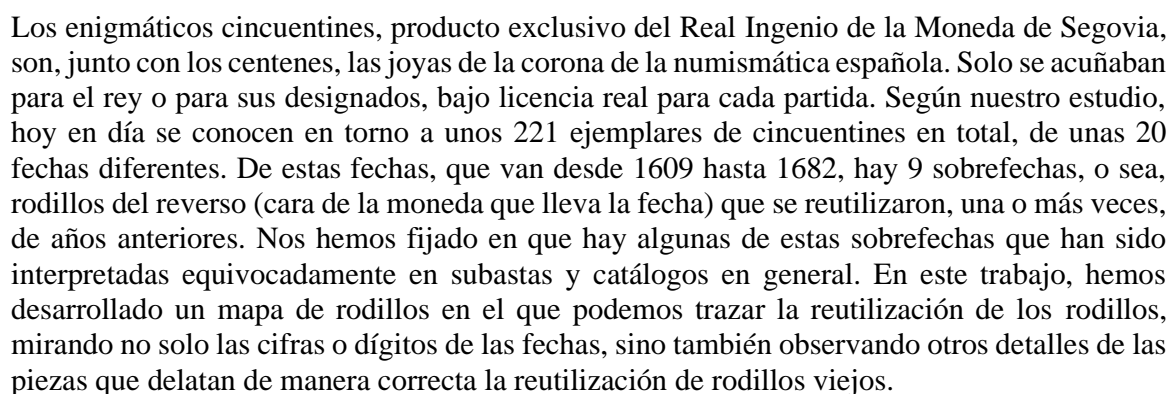 Los enigmáticos cincuentines, producto exclusivo del Real Ingenio de la Moneda de Segovia,
son, junto con los centenes, las joyas de la corona de la numismática española. Solo se acuñaban
para el rey o para sus designados, bajo licencia real para cada partida. Según nuestro estudio,
hoy en día se conocen en torno a unos 221 ejemplares de cincuentines en total, de unas 20
fechas diferentes. De estas fechas, que van desde 1609 hasta 1682, hay 9 sobrefechas, o sea,
rodillos del reverso (cara de la moneda que lleva la fecha) que se reutilizaron, una o más veces,
de años anteriores. Nos hemos fijado en que hay algunas de estas sobrefechas que han sido
interpretadas equivocadamente en subastas y catálogos en general. En este trabajo, hemos
desarrollado un mapa de rodillos en el que podemos trazar la reutilización de los rodillos,
mirando no solo las cifras o dígitos de las fechas, sino también observando otros detalles de las
piezas que delatan de manera correcta la reutilización de rodillos viejos.